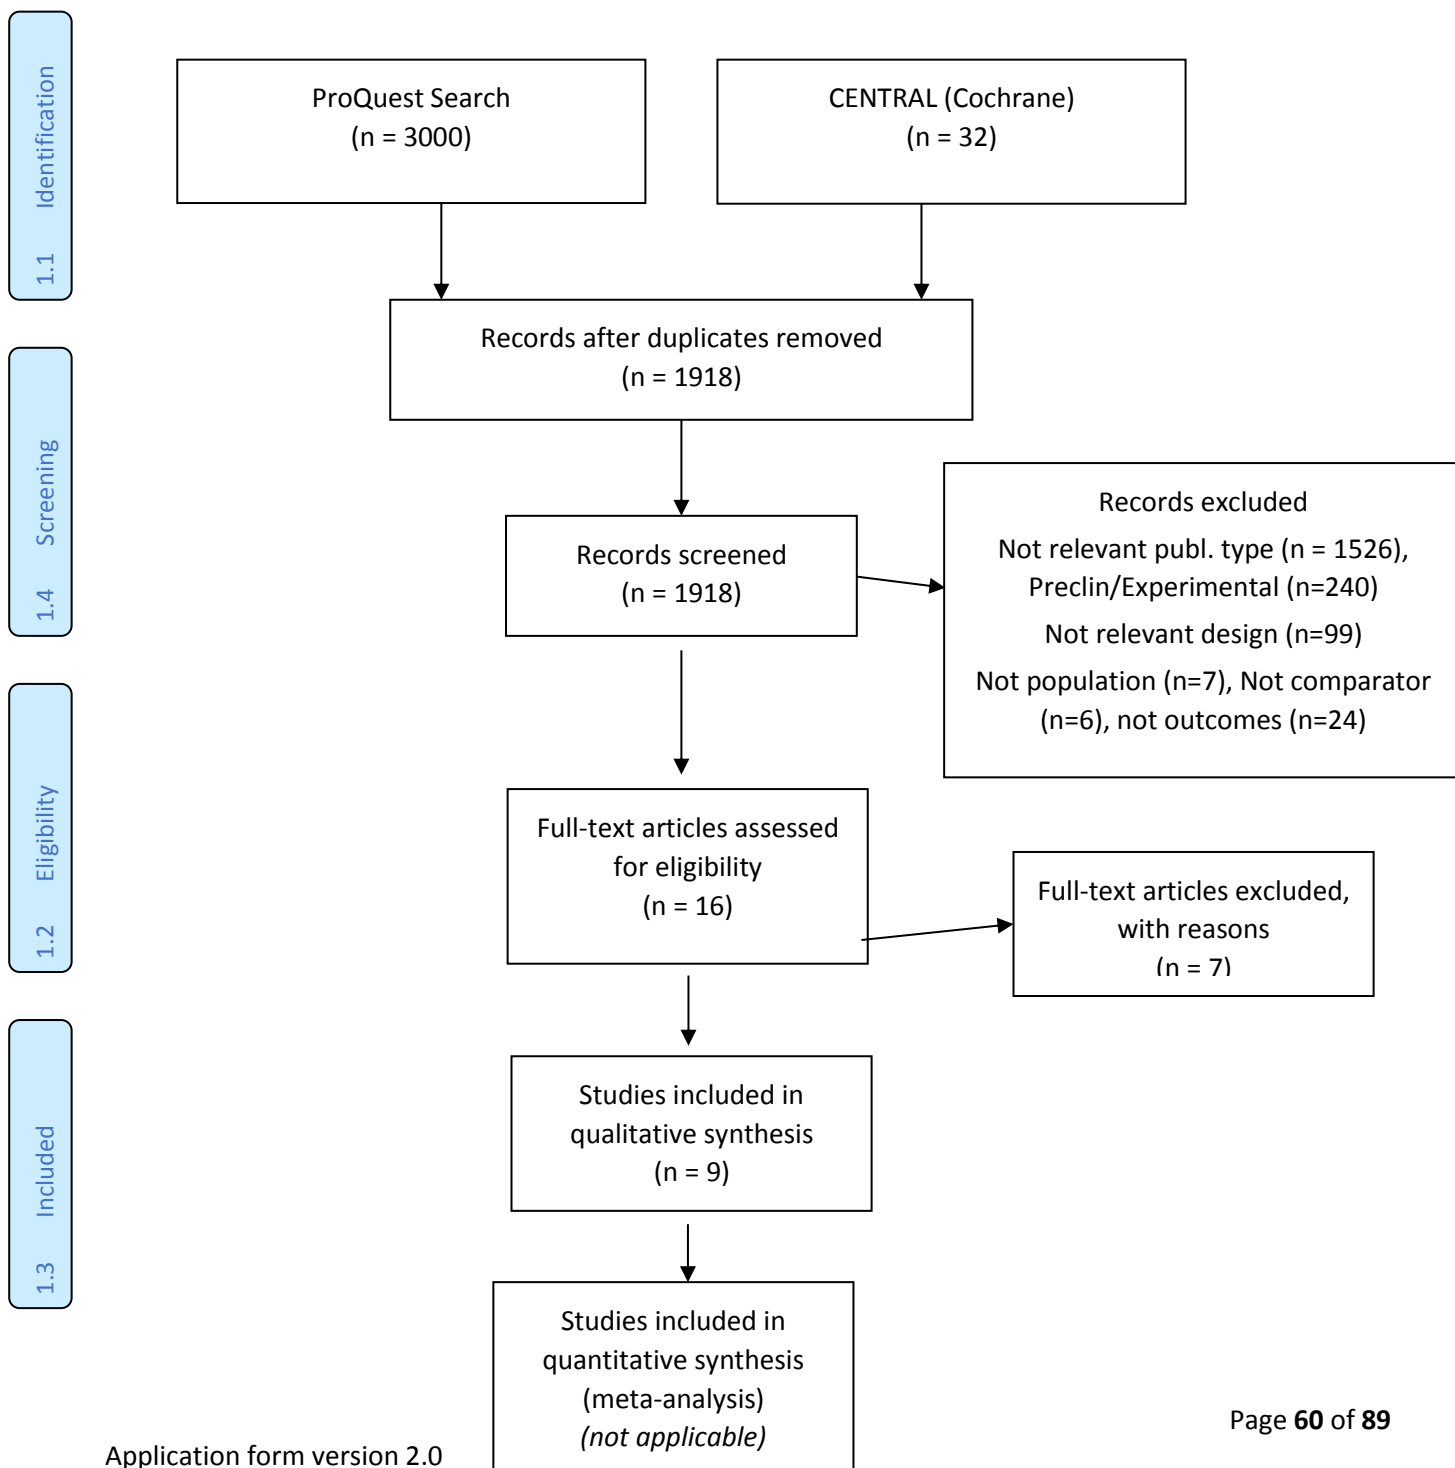 1.1 Identification
ProQuest Search
(n = 3000)
CENTRAL (Cochrane)
(n = 32)
Records after duplicates removed
(n = 1918)
1.4 Screening
Records screened
(n = 1918)
Records excluded
Not relevant publ. type (n = 1526),
Preclin/Experimental (n=240)
Not relevant design (n=99)
Not population (n=7), Not comparator
(n=6), not outcomes (n=24)
1.2 Eligibility
Full-text articles assessed
for eligibility
(n = 16)
Full-text articles excluded,
with reasons
(n = 7)
1.3 Included
Studies included in
qualitative synthesis
(n = 9)
Studies included in
quantitative synthesis
(meta-analysis)
(not applicable)
Page 60 of 89
Application form version 2.0